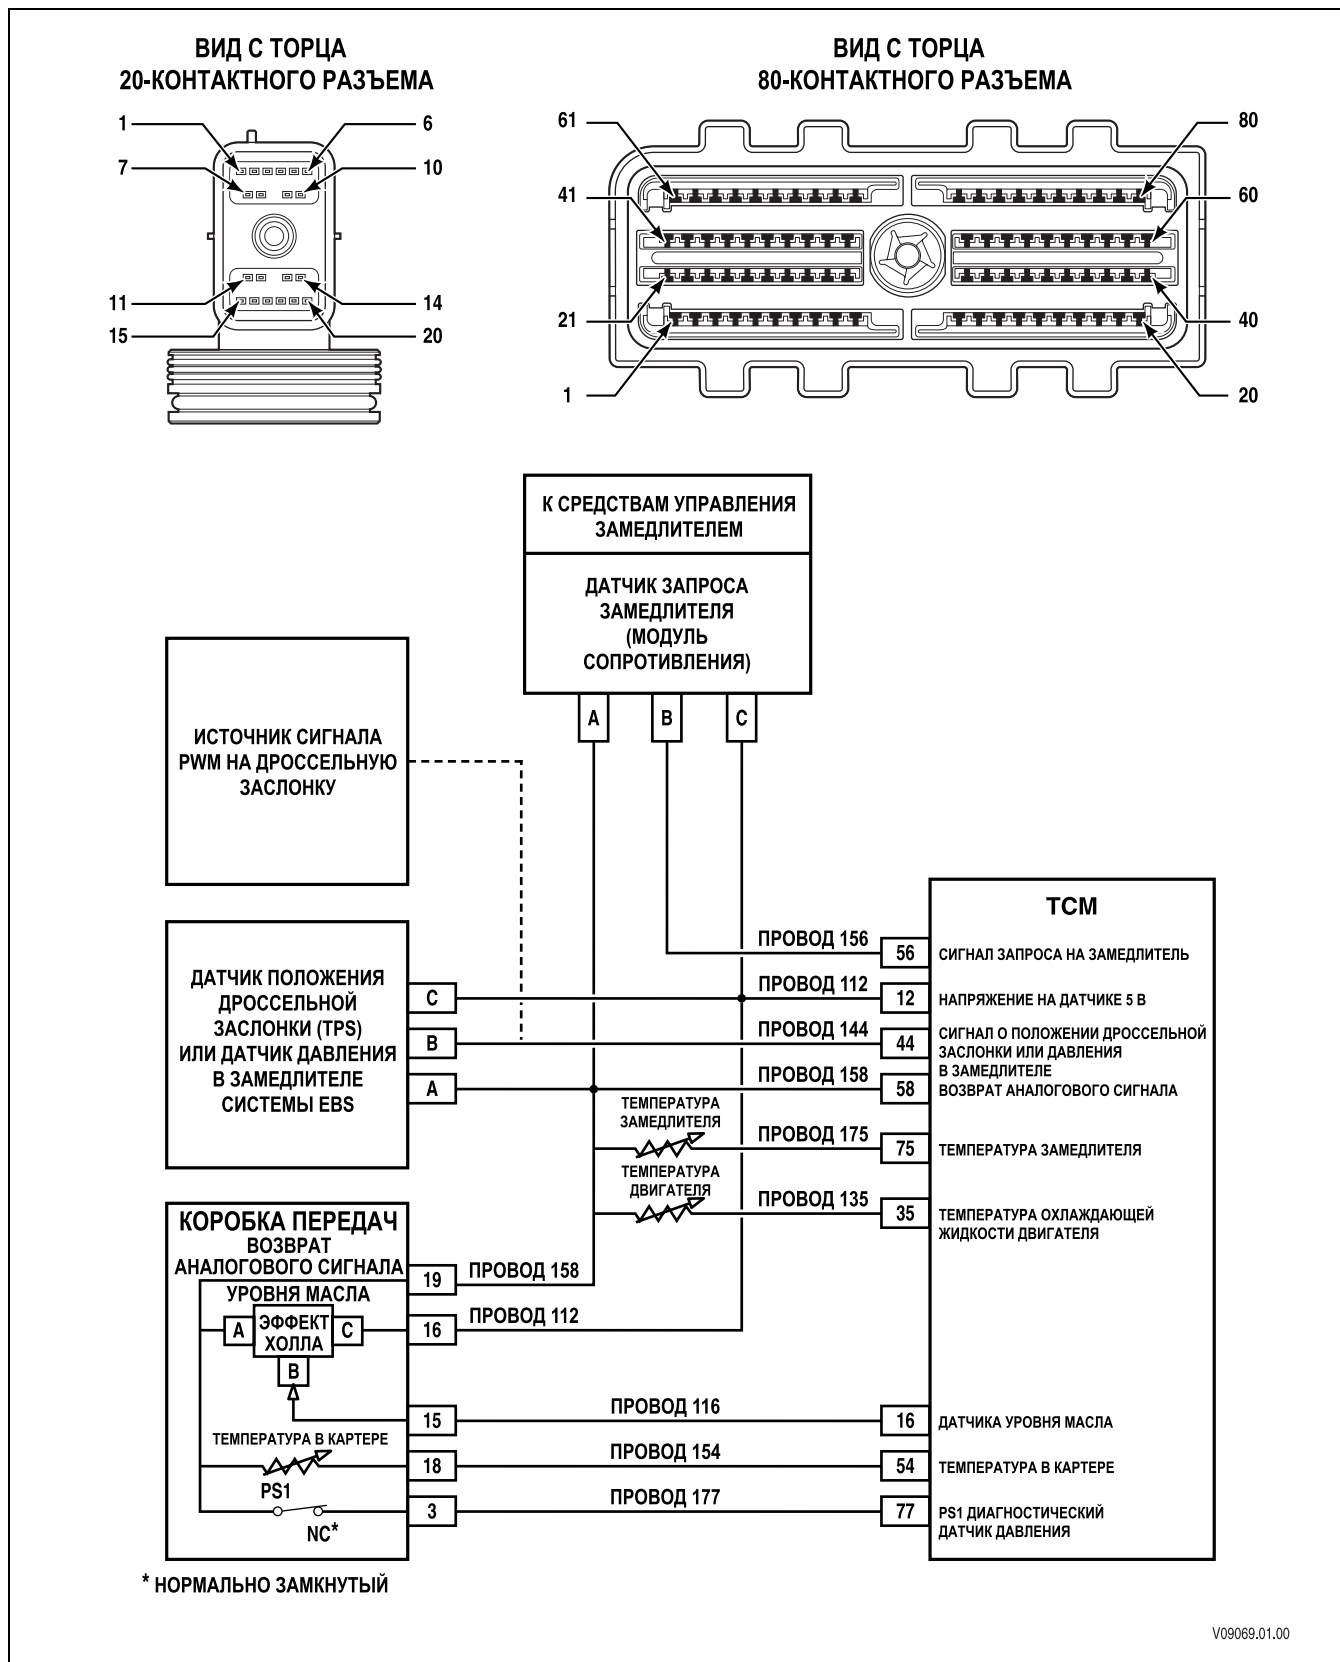 ВИД С ТОРЦА
20-КОНТАКТНОГО РАЗЪЕМА
ВИД С ТОРЦА
80-КОНТАКТНОГО РАЗЪЕМА
1
6
7
10
11
14
15
20
61
80
41
60
21
40
1
20
К СРЕДСТВАМ УПРАВЛЕНИЯ
ЗАМЕДЛИТЕЛЕМ
ДАТЧИК ЗАПРОСА
ЗАМЕДЛИТЕЛЯ
(МОДУЛЬ
СОПРОТИВЛЕНИЯ)
A
B
C
ИСТОЧНИК СИГНАЛА
PWM НА ДРОССЕЛЬНУЮ
ЗАСЛОНКУ
ДАТЧИК ПОЛОЖЕНИЯ
ДРОССЕЛЬНОЙ
ЗАСЛОНКИ (TPS)
ИЛИ ДАТЧИК ДАВЛЕНИЯ
В ЗАМЕДЛИТЕЛЕ
СИСТЕМЫ EBS
C
B
A
TCM
ПРОВОД 156
56
СИГНАЛ ЗАПРОСА НА ЗАМЕДЛИТЕЛЬ
ПРОВОД 112
12
НАПРЯЖЕНИЕ НА ДАТЧИКЕ 5 В
ПРОВОД 144
44
СИГНАЛ О ПОЛОЖЕНИИ ДРОССЕЛЬНОЙ
ЗАСЛОНКИ ИЛИ ДАВЛЕНИЯ
В ЗАМЕДЛИТЕЛЕ
ПРОВОД 158
58
ВОЗВРАТ АНАЛОГОВОГО СИГНАЛА
ТЕМПЕРАТУРА
ЗАМЕДЛИТЕЛЯ
ПРОВОД 175
75
ТЕМПЕРАТУРА ЗАМЕДЛИТЕЛЯ
ТЕМПЕРАТУРА
ДВИГАТЕЛЯ
ПРОВОД 135
35
ТЕМПЕРАТУРА ОХЛАЖДАЮЩЕЙ
ЖИДКОСТИ ДВИГАТЕЛЯ
КОРОБКА ПЕРЕДАЧ
ВОЗВРАТ
АНАЛОГОВОГО СИГНАЛА
19
ПРОВОД 158
УРОВНЯ МАСЛА
A
ЭФФЕКТ
ХОЛЛА
C
B
16
ПРОВОД 112
15
ПРОВОД 116
16
ДАТЧИКА УРОВНЯ МАСЛА
ТЕМПЕРАТУРА В КАРТЕРЕ
18
ПРОВОД 154
54
ТЕМПЕРАТУРА В КАРТЕРЕ
PS1
NC*
3
ПРОВОД 177
77
PS1 ДИАГНОСТИЧЕСКИЙ
ДАТЧИК ДАВЛЕНИЯ
* НОРМАЛЬНО ЗАМКНУТЫЙ
V09069.01.00